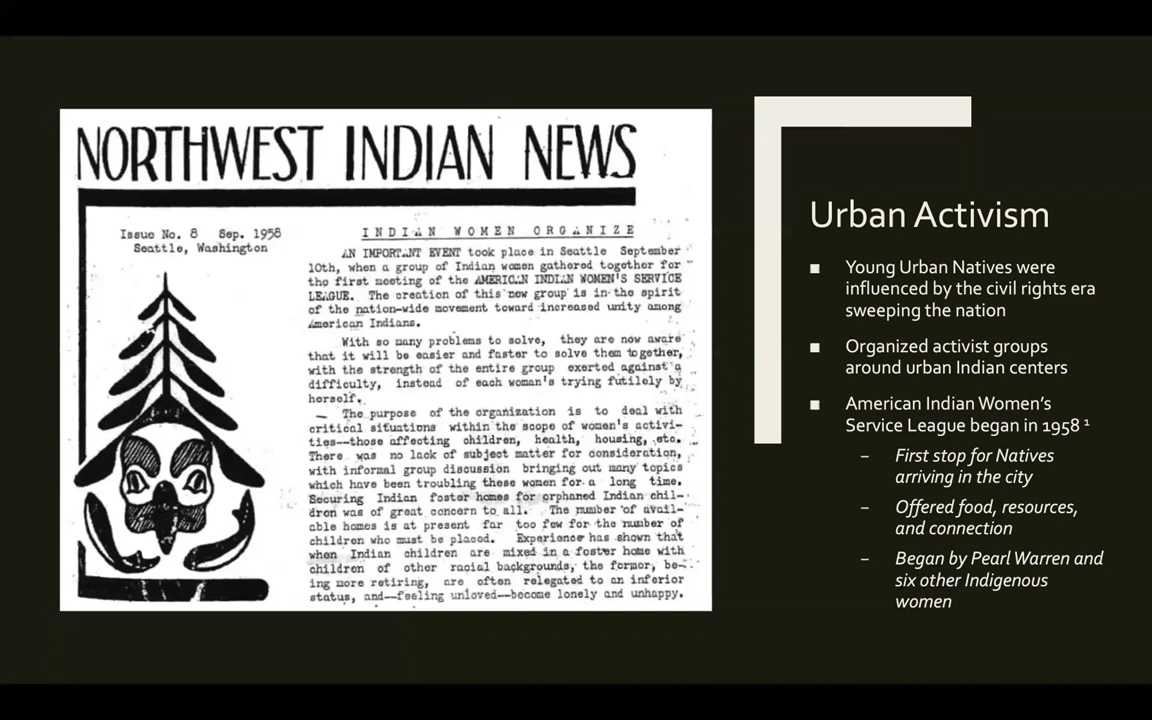 NORTHWEST INDIAN NEWS
Issue No. 8 Sep. 1958
Seattle, Washington
INDIAN WOMEN ORGANIZE
AN IMPORTANT EVENT took place in Seattle September
10th, when a group of Indian women gathered together for
the first meeting of the AMERICAN INDIAN WOMEN'S SERVICE
LEAGUE. The creation of this new group is in the spirit
of the nation-wide movement toward increased unity among
American Indians.
With so many problems to solve, they are now aware
that it will be easier and faster to solve them together,
with the strength of the entire group exerted against a
difficulty, instead of each woman's trying futilely by
herself.
The purpose of the organization is to deal with
critical situations within the scope of women's activi-
ties--those affecting children, health, housing, etc.
There was no lack of subject matter for consideration,
with informal group discussion bringing out many topics
which have been troubling these women for a long time.
Securing Indian foster homes for orphaned Indian chil-
dren was of great concern to all. The number of avail-
able homes is at present far too few for the number of
children who must be placed. Experience has shown that
when Indian children are mixed in a foster home with
children of other racial backgrounds, the former, be-
ing more retiring, are often relegated to an inferior
status, and--feeling unloved--become lonely and unhappy.
Urban Activism
Young Urban Natives were
influenced by the civil rights era
sweeping the nation
Organized activist groups
around urban Indian centers
American Indian Women's
Service League began in 1958 ¹
– First stop for Natives
arriving in the city
– Offered food, resources,
and connection
– Began by Pearl Warren and
six other Indigenous
women